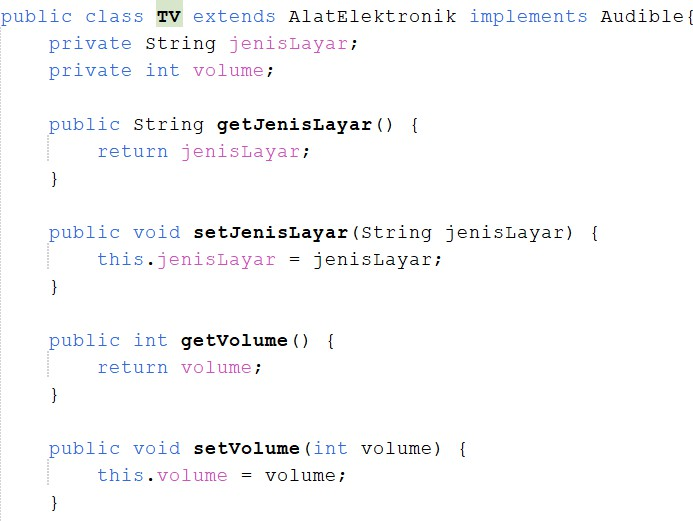 public class TV extends AlatElektronik implements Audible{
    private String jenisLayar;
    private int volume;

    public String getJenisLayar() {
        return jenisLayar;
    }

    public void setJenisLayar(String jenisLayar) {
        this.jenisLayar = jenisLayar;
    }

    public int getVolume() {
        return volume;
    }

    public void setVolume(int volume) {
        this.volume = volume;
    }